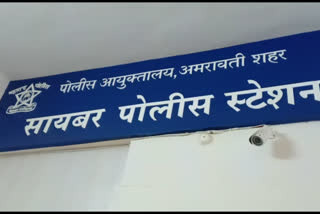 पोलीस आयुक्तालय, अमरावती शहर
सायबर पोलीस स्टेशन